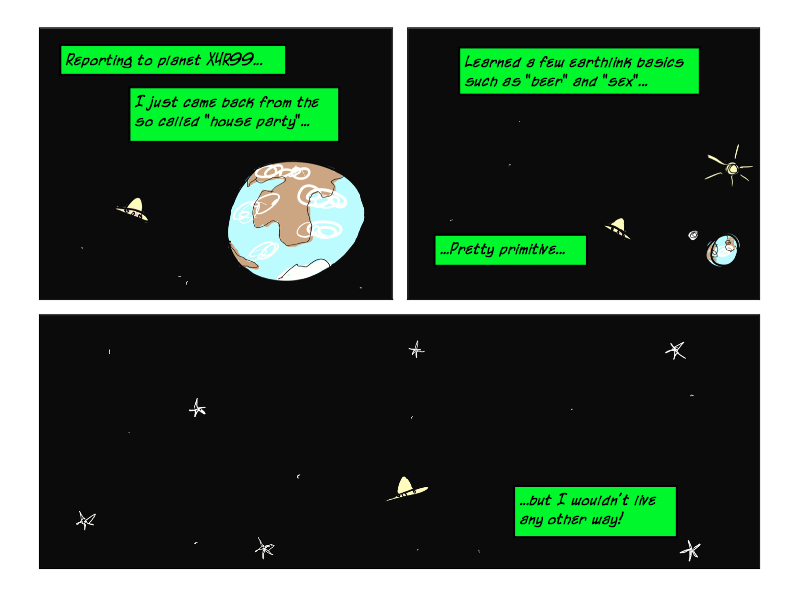 Reporting to planet X4R99...
I just came back from the
so called "house party"...
Learned a few earthlink basics
such as "beer" and "sex"...
...Pretty primitive...
...but I wouldn't live
any other way!